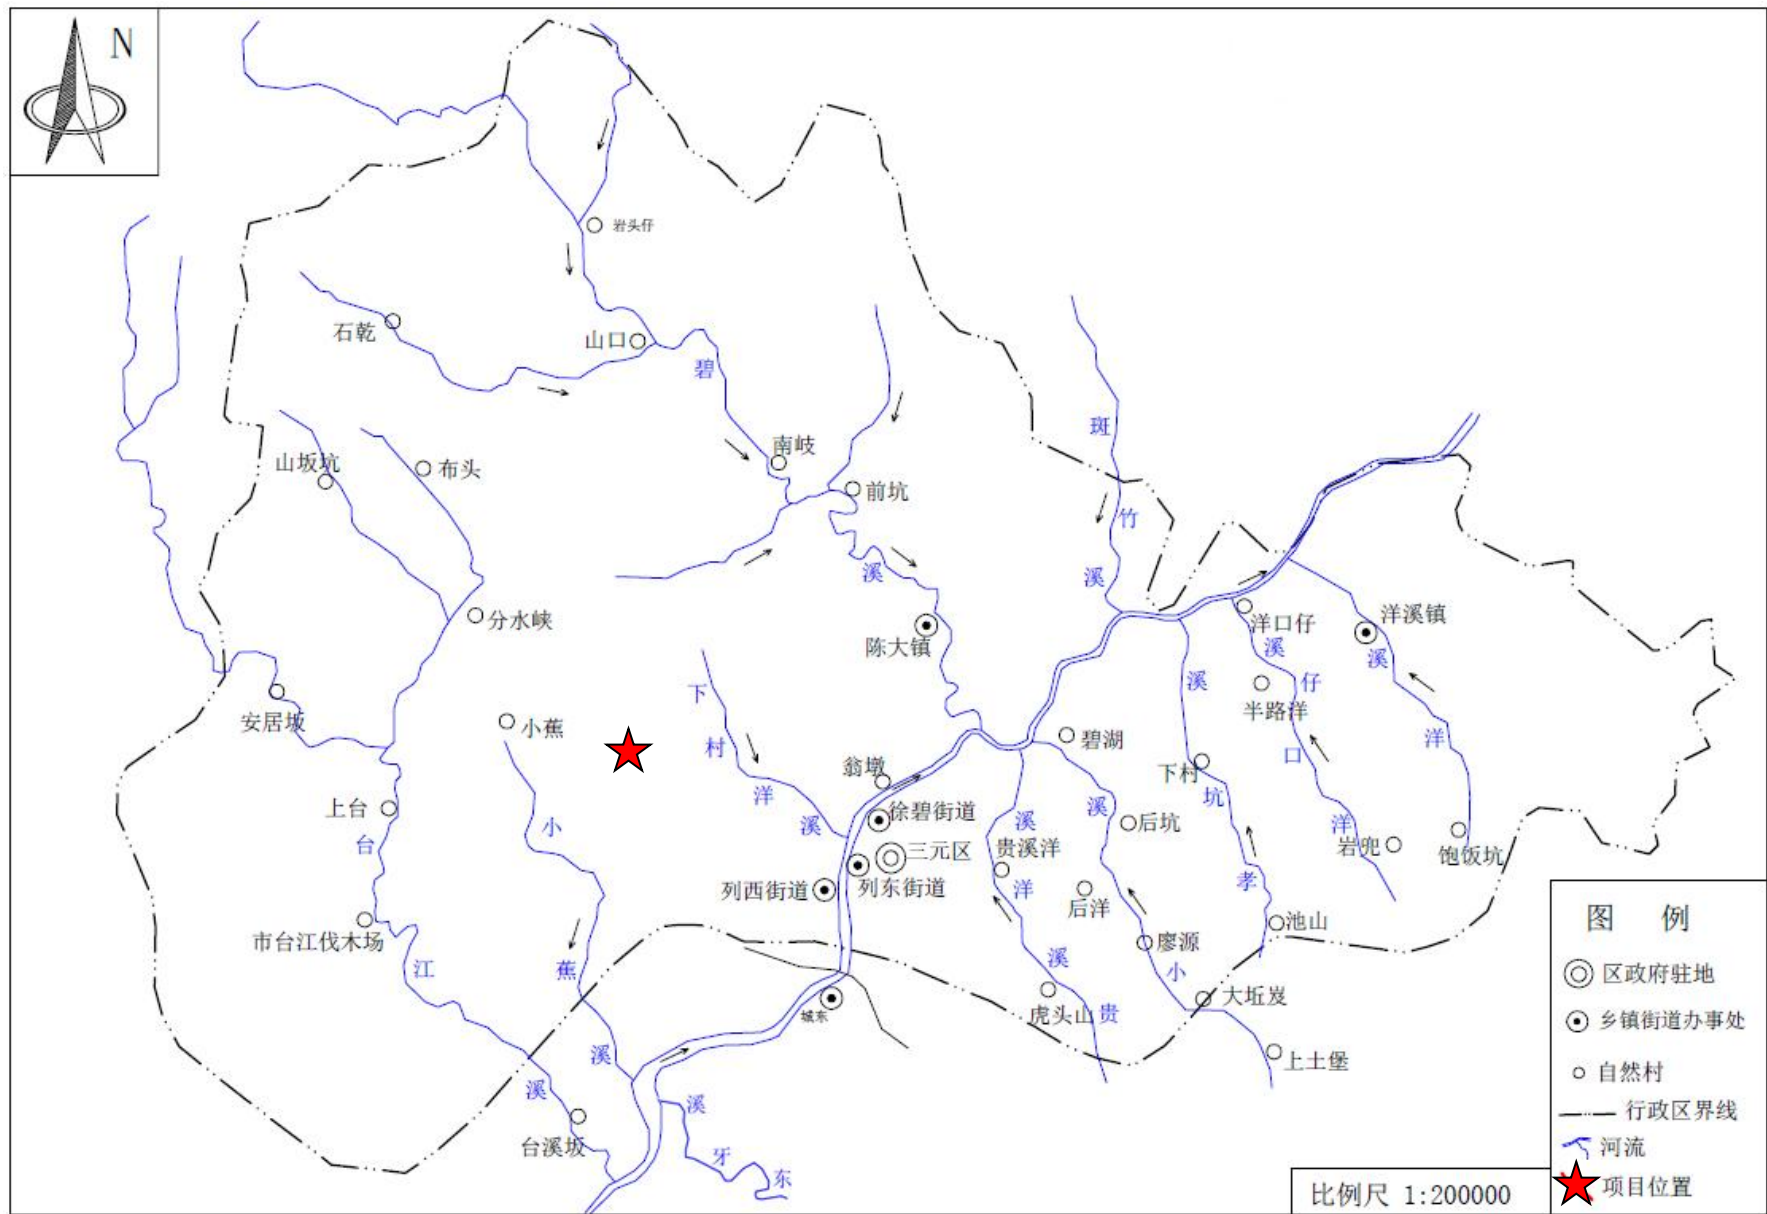 N
岩头仔
石乾
山口
碧
斑
南岐
山坂坑
布头
前坑
竹
溪
溪
分水峡
洋口仔
洋溪镇
陈大镇
溪
溪
下
溪
仔
半路洋
安居坂
小蕉
村
碧湖
口
洋
翁墩
下村
洋
坑
上台
小
溪
徐碧街道
溪
溪
后坑
洋
台
三元区
贵溪洋
岩兜
饱饭坑
列西街道
列东街道
洋
后洋
孝
市台江伐木场
廖源
池山
江
蕉
溪
小
城东
虎头山
贵
大坵岌
溪
上土堡
溪
溪
台溪坂
牙
东
图 例
区政府驻地
乡镇街道办事处
自然村
行政区界线
河流
项目位置
比例尺 1:200000